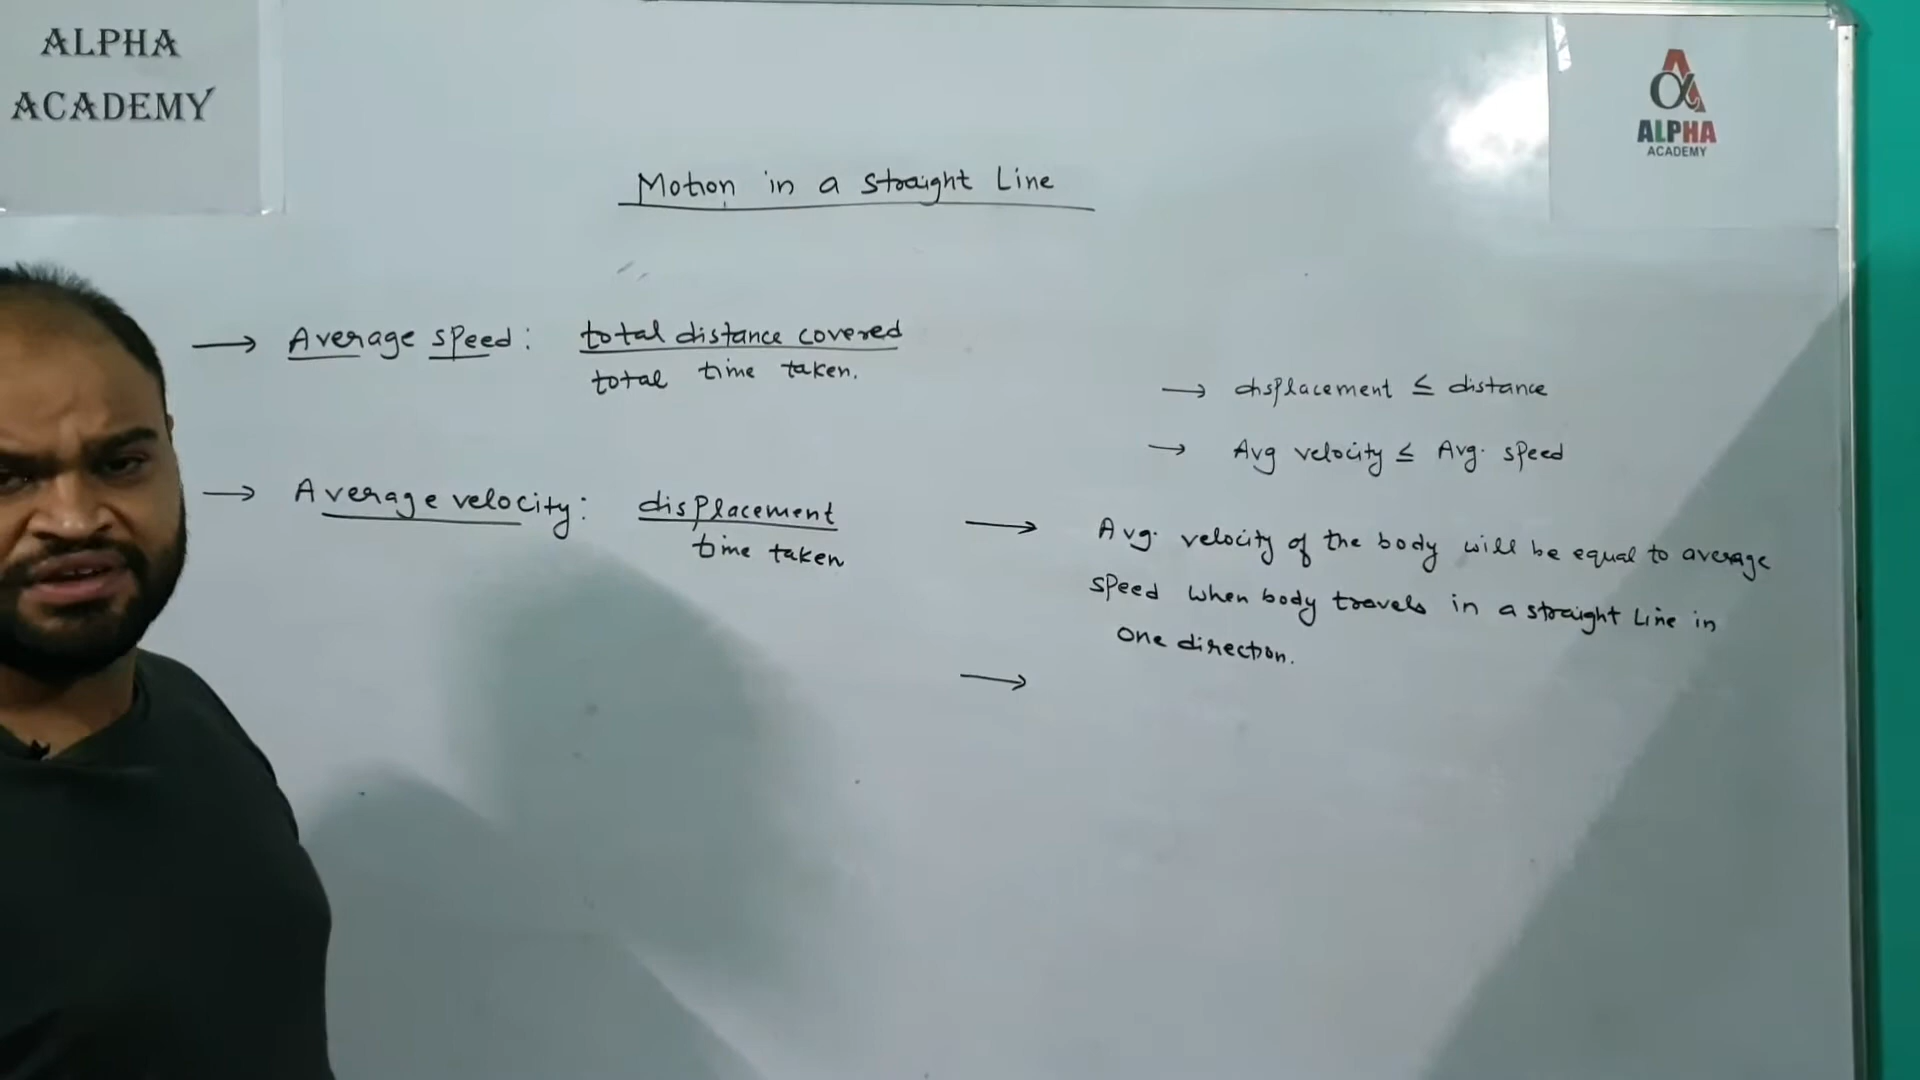 ALPHA
ACADEMY
ALPHA
ACADEMY
Motion in a straight Line
→ Average speed : total distance covered
total time taken.
→ displacement ≤ distance
→ Avg velocity ≤ Avg. speed
→ Average velocity : displacement
time taken
→ Avg. velocity of the body will be equal to average
speed when body travels in a straight line in
one direction.
→